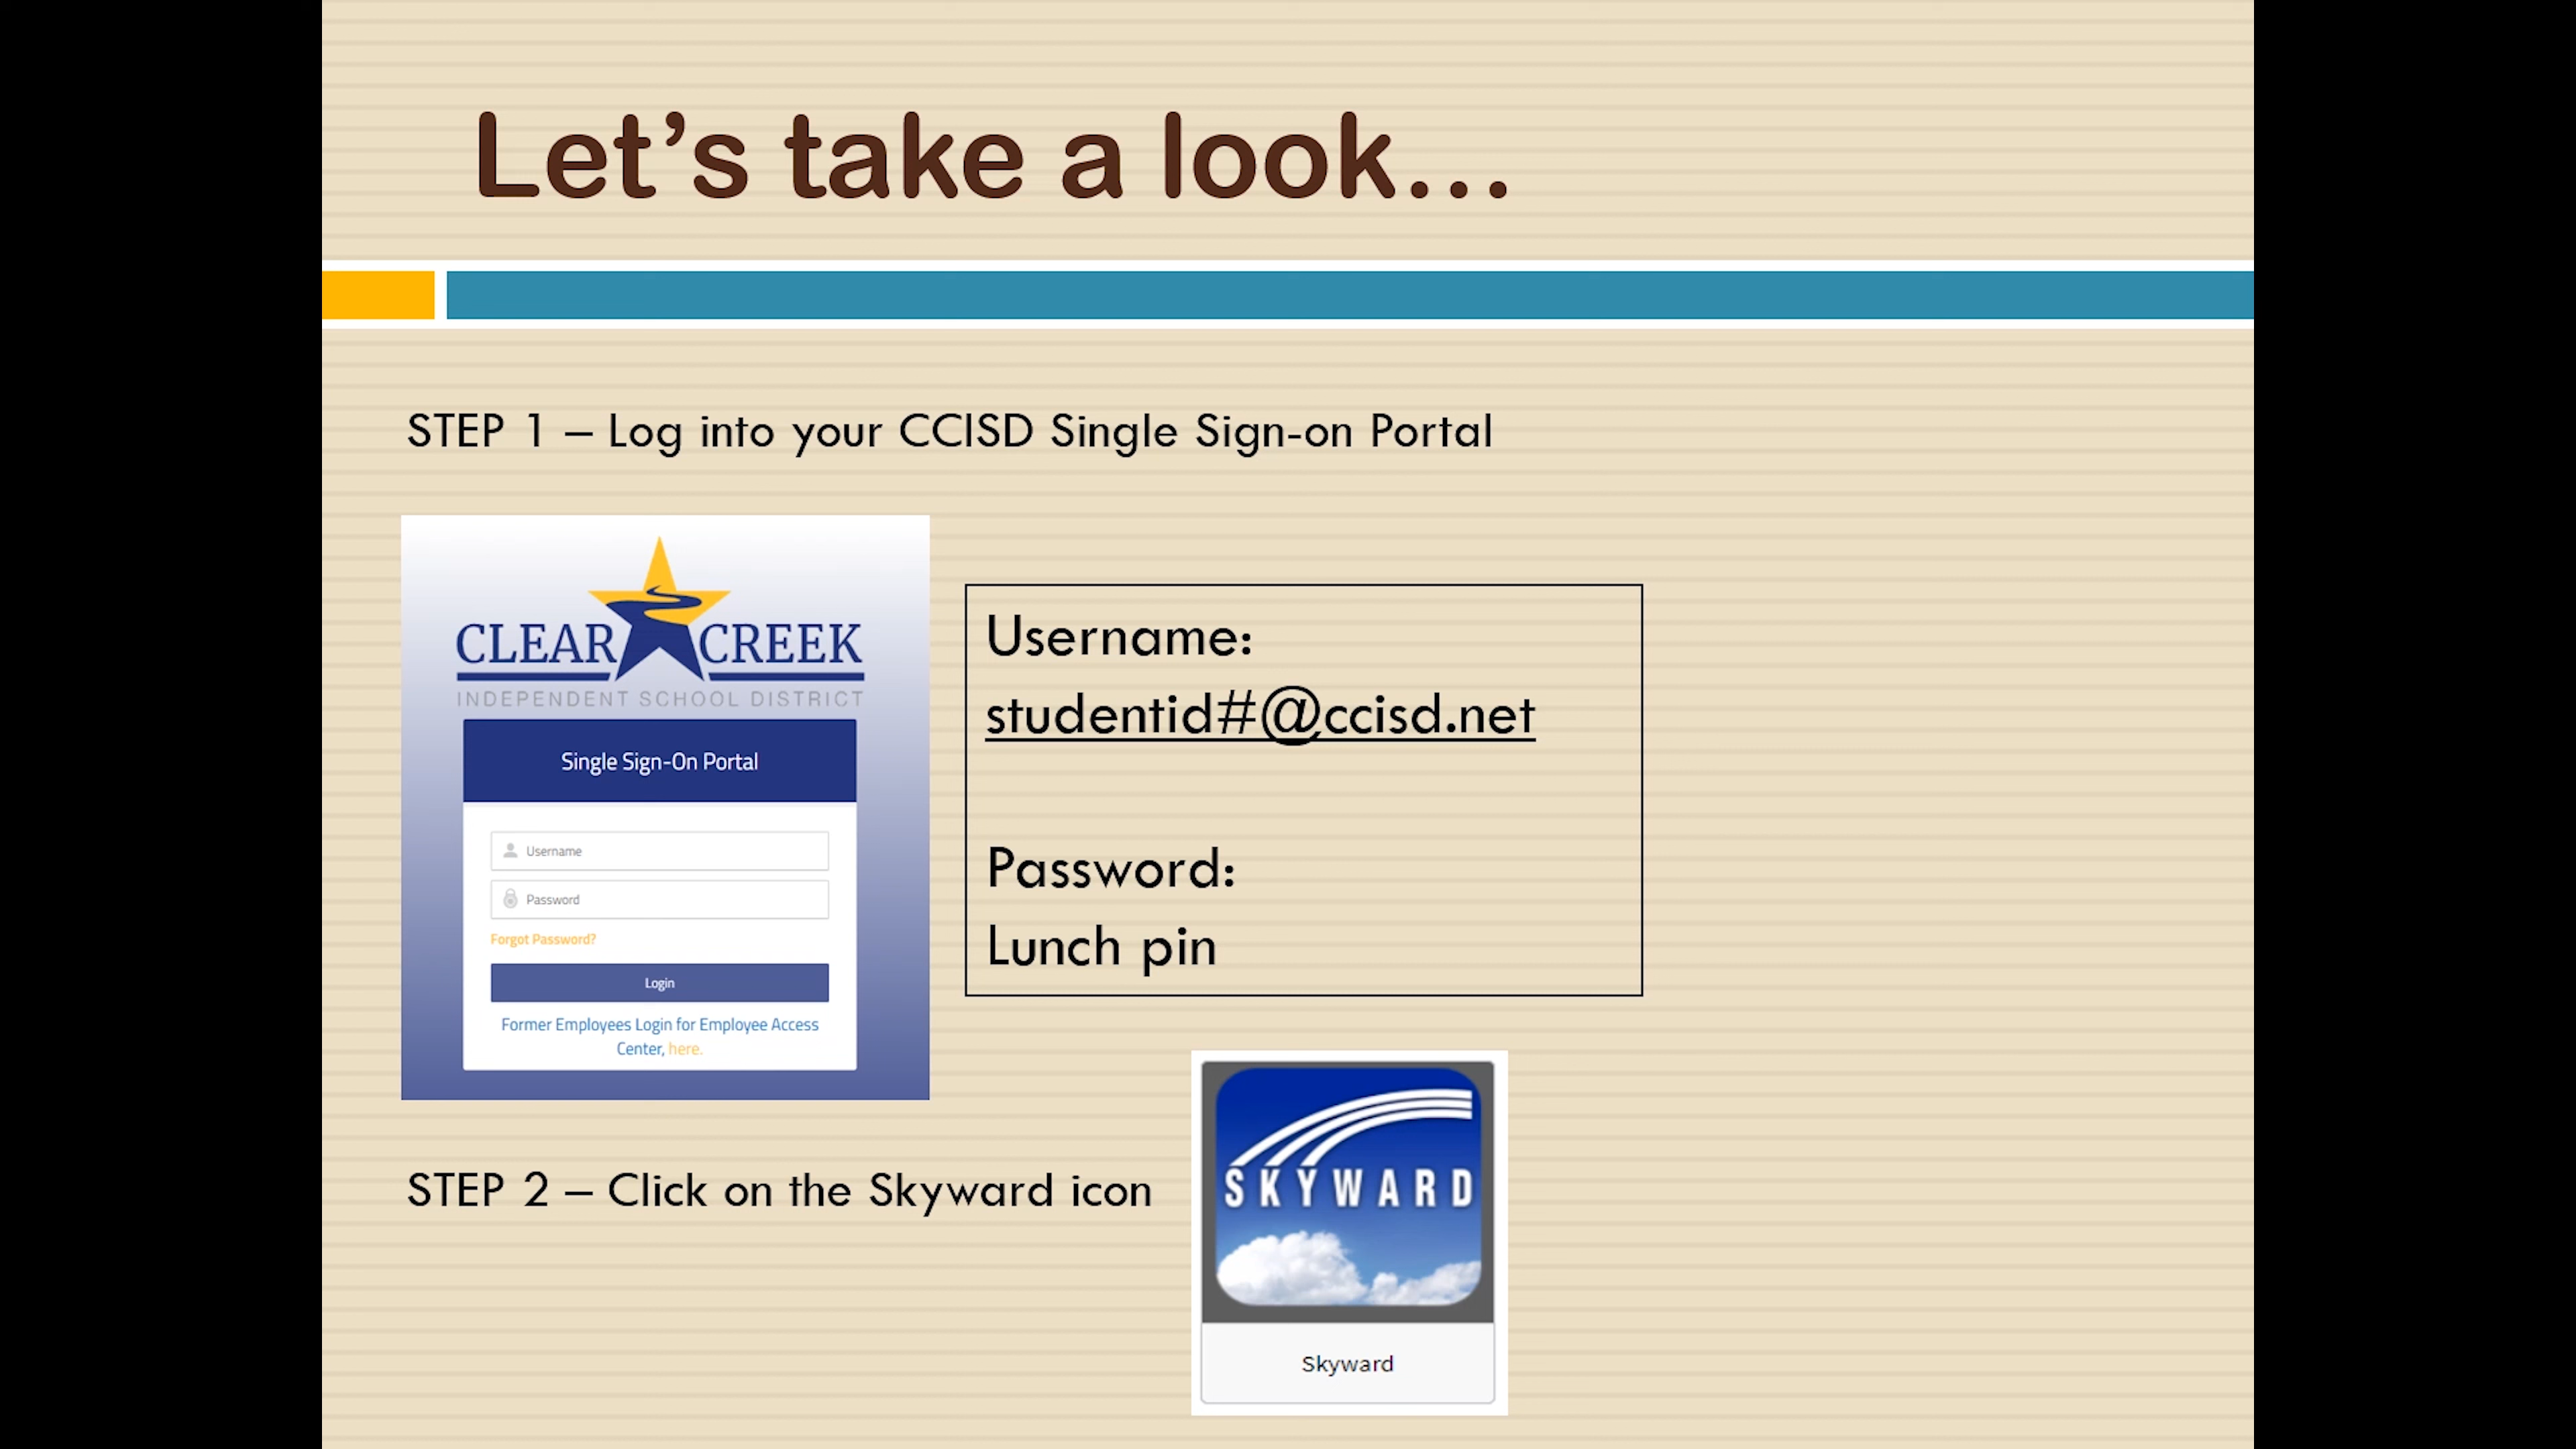 Let's take a look...
STEP 1 – Log into your CCISD Single Sign-on Portal
CLEAR CREEK
INDEPENDENT SCHOOL DISTRICT
Single Sign-On Portal
Username
Password
Forgot Password?
Login
Former Employees Login for Employee Access
Center, here.
Username:
studentid#@ccisd.net
Password:
Lunch pin
STEP 2 – Click on the Skyward icon
SKYWARD
Skyward